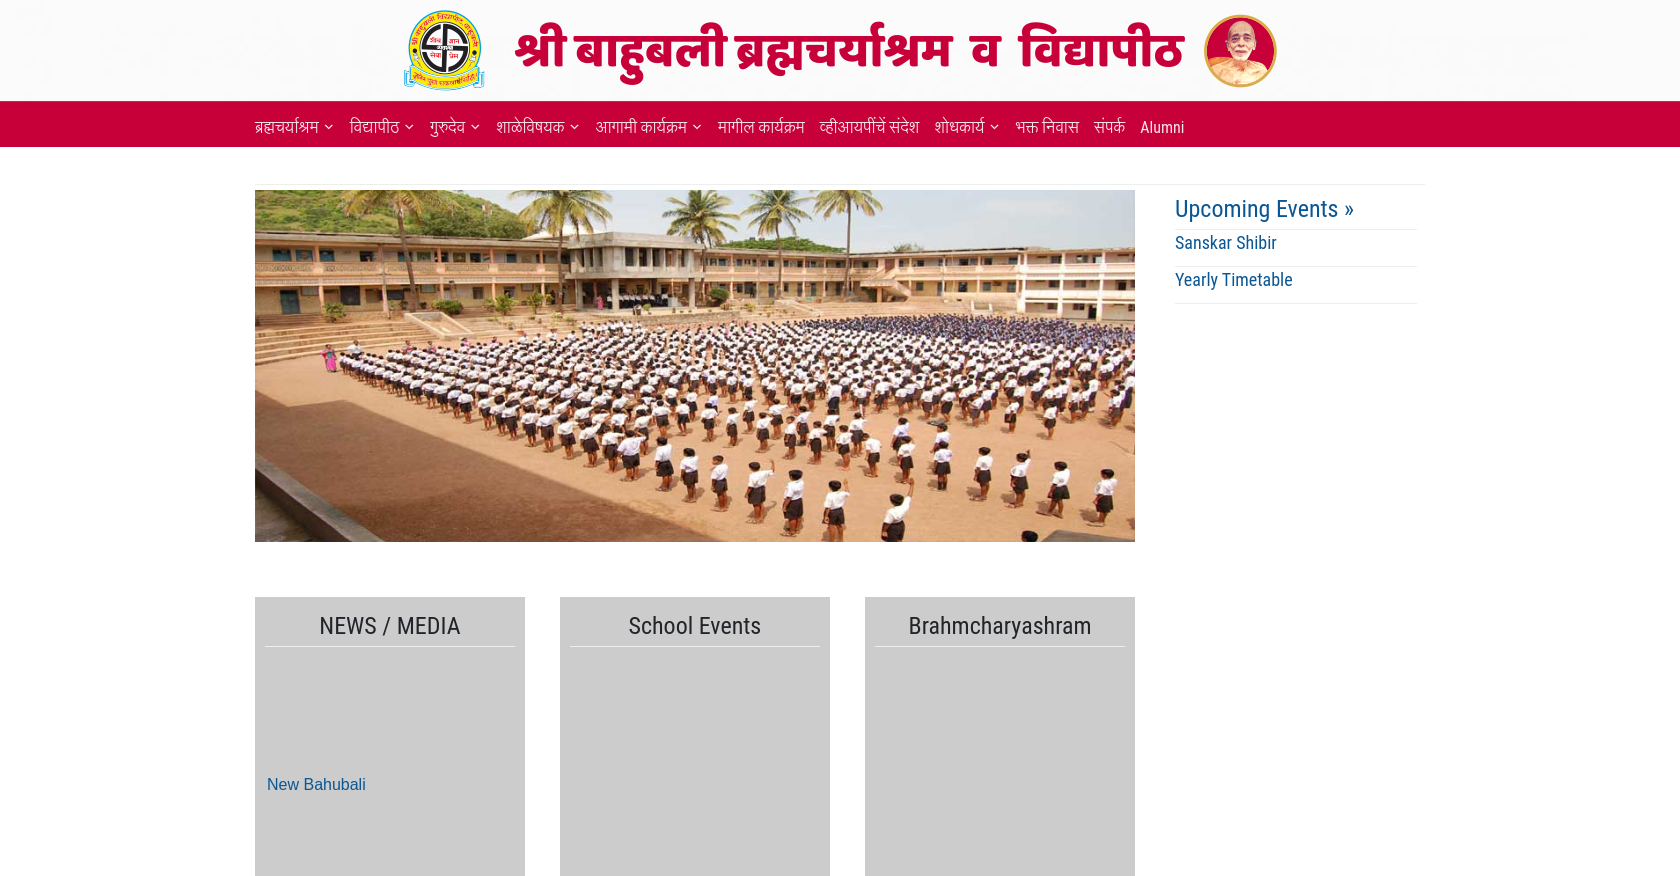 श्री बाहुबली ब्रह्मचर्याश्रम व विद्यापीठ
ब्रह्मचर्याश्रम विद्यापीठ गुरुदेव शाळेविषयक आगामी कार्यक्रम मागील कार्यक्रम व्हीआयपींचें संदेश शोधकार्य भक्त निवास संपर्क Alumni
Upcoming Events »
Sanskar Shibir
Yearly Timetable
NEWS / MEDIA
New Bahubali
School Events
Brahmcharyashram